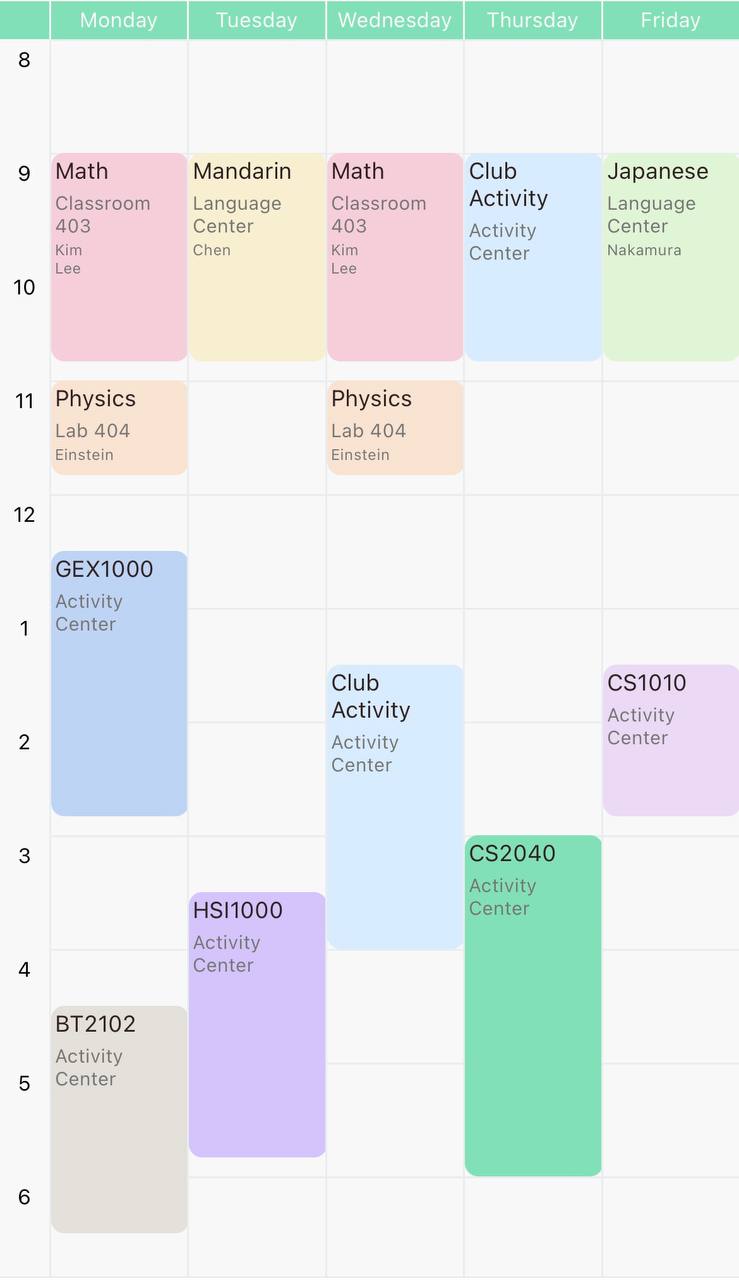 Monday Tuesday Wednesday Thursday Friday
8
9
10
11
12
1
2
3
4
5
6
Math
Classroom
403
Kim
Lee
Physics
Lab 404
Einstein
GEX1000
Activity
Center
BT2102
Activity
Center
Mandarin
Language
Center
Chen
HSI1000
Activity
Center
Math
Classroom
403
Kim
Lee
Physics
Lab 404
Einstein
Club
Activity
Activity
Center
Club
Activity
Activity
Center
CS2040
Activity
Center
Japanese
Language
Center
Nakamura
CS1010
Activity
Center